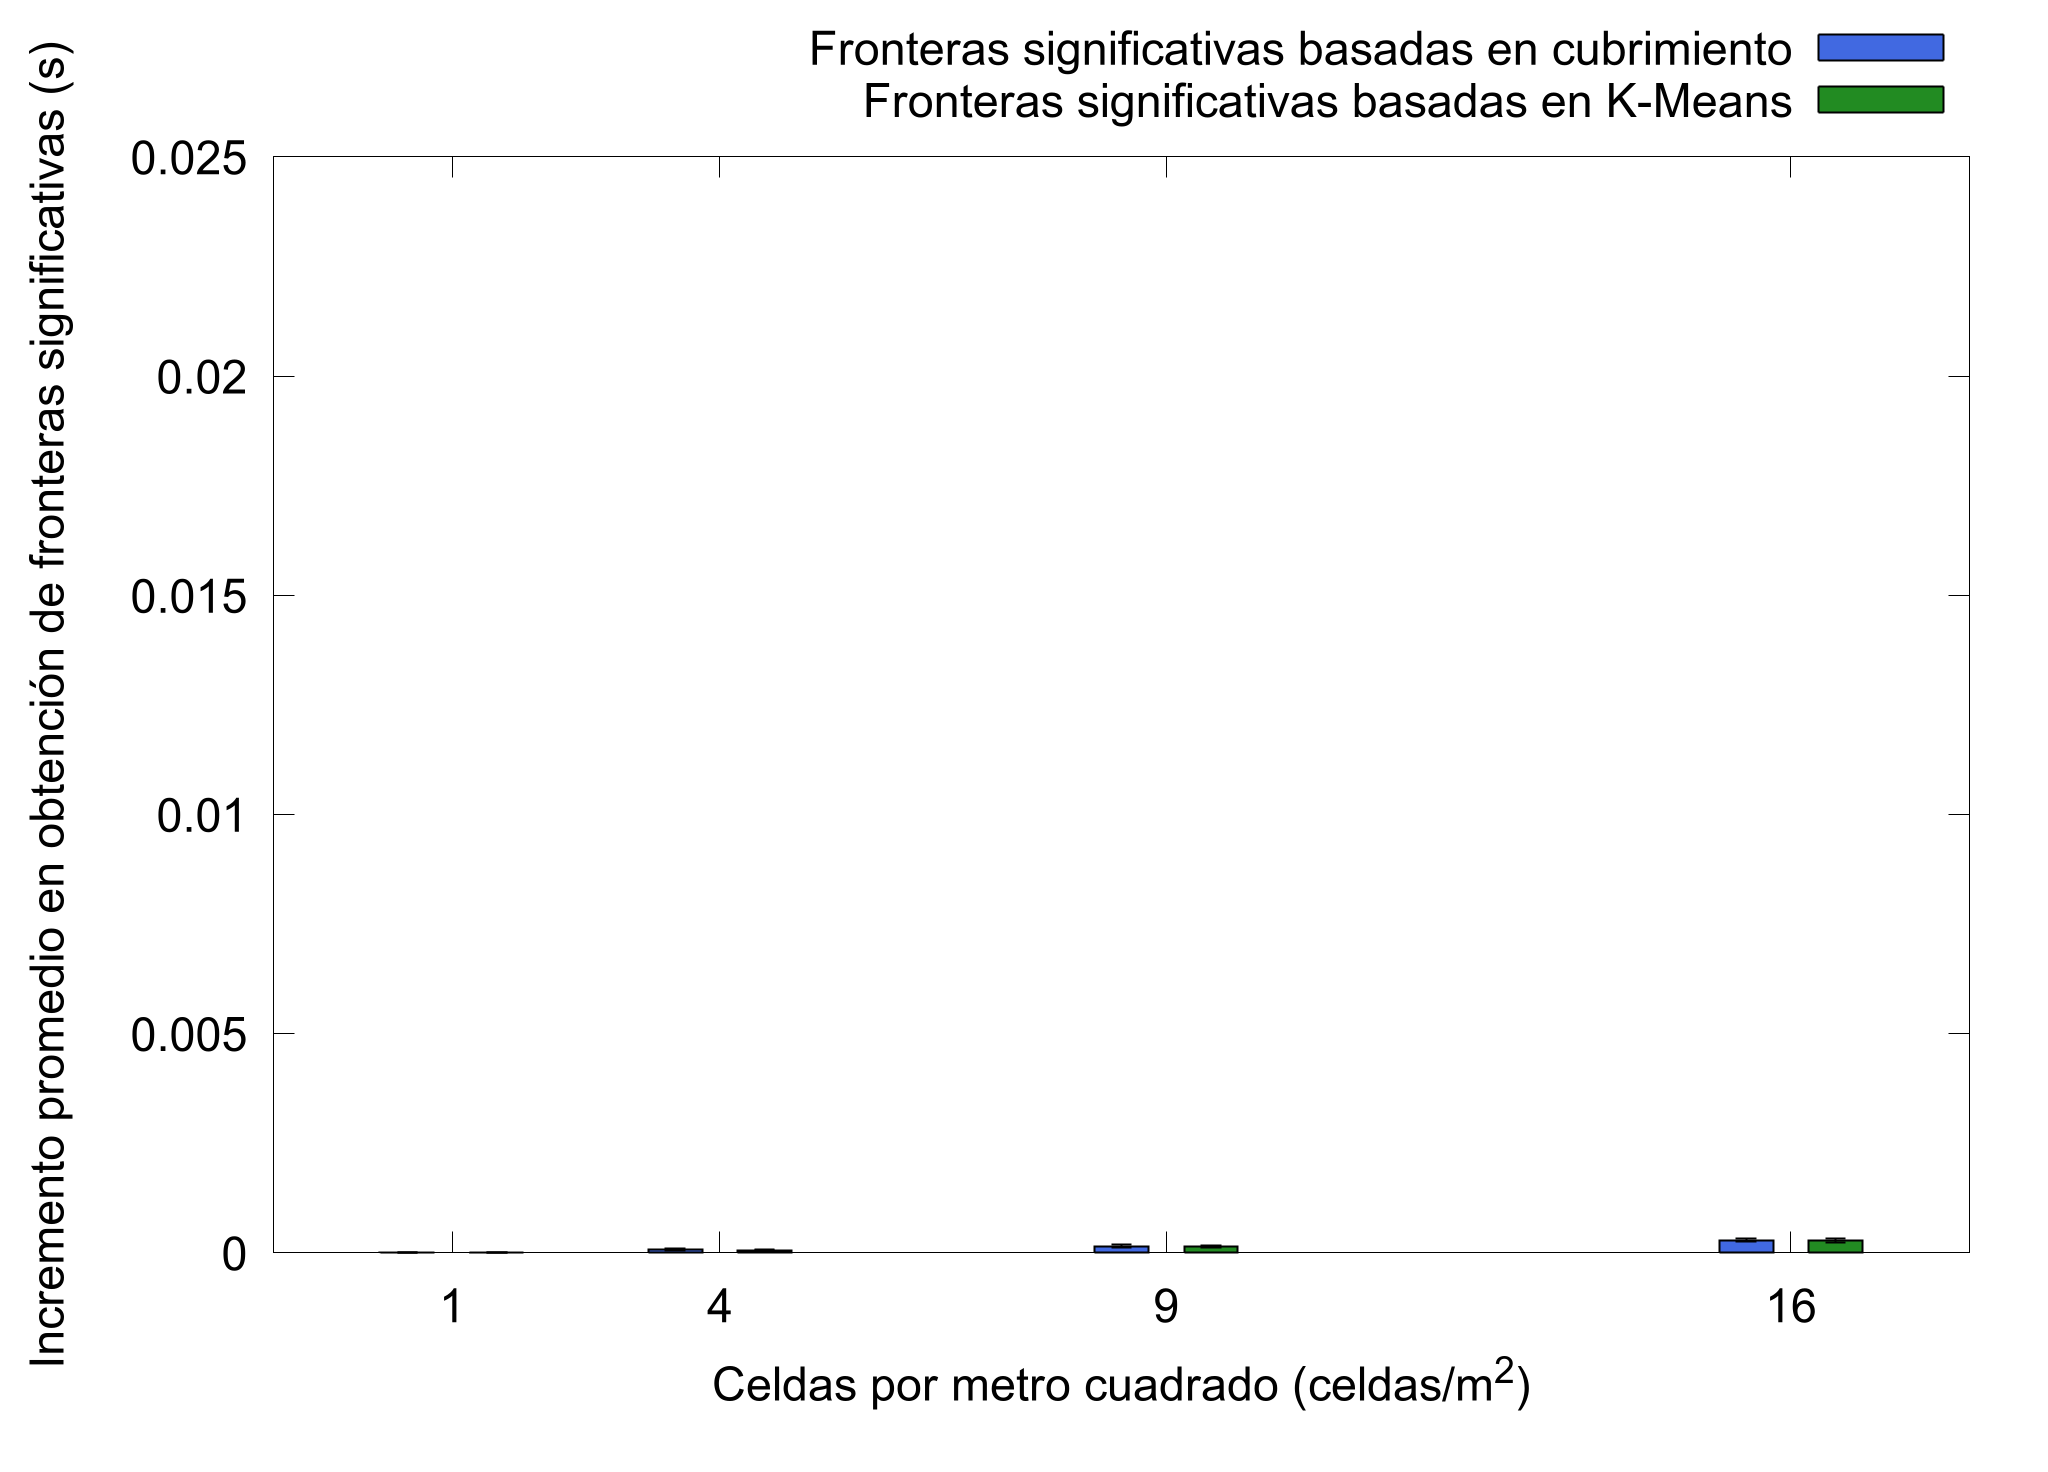 Fronteras significativas basadas en cubrimiento
Fronteras significativas basadas en K-Means
Incremento promedio en obtención de fronteras significativas (s)
0.025
0.02
0.015
0.01
0.005
0
1 4 9 16
Celdas por metro cuadrado (celdas/m²)